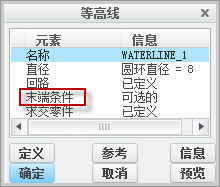 等高线
元素 信息
名称 WATERLINE_1
直径 圆环直径 = 8
回路 已定义
末端条件 可选的
求交零件 已定义
定义 参考 信息
确定 取消 预览